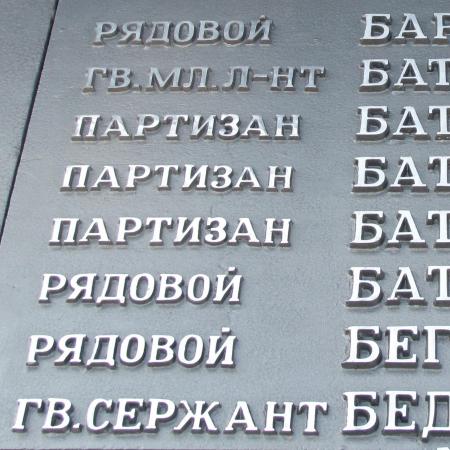 РЯДОВОЙ БАР
ГВ.МЛ.Л-НТ БАТ
ПАРТИЗАН БАТ
ПАРТИЗАН БАТ
ПАРТИЗАН БАТ
РЯДОВОЙ БАТ
РЯДОВОЙ БЕГ
ГВ.СЕРЖАНТ БЕД